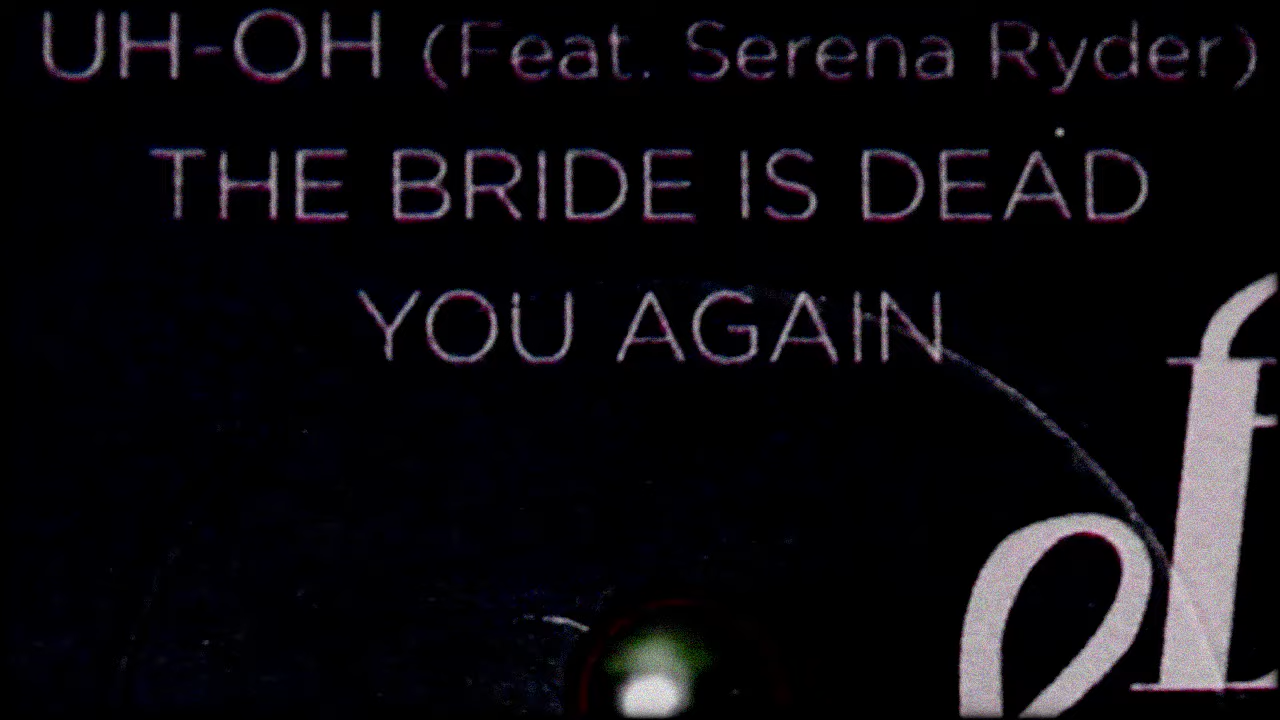 UH-OH (Feat. Serena Ryder)
THE BRIDE IS DEAD
YOU AGAIN